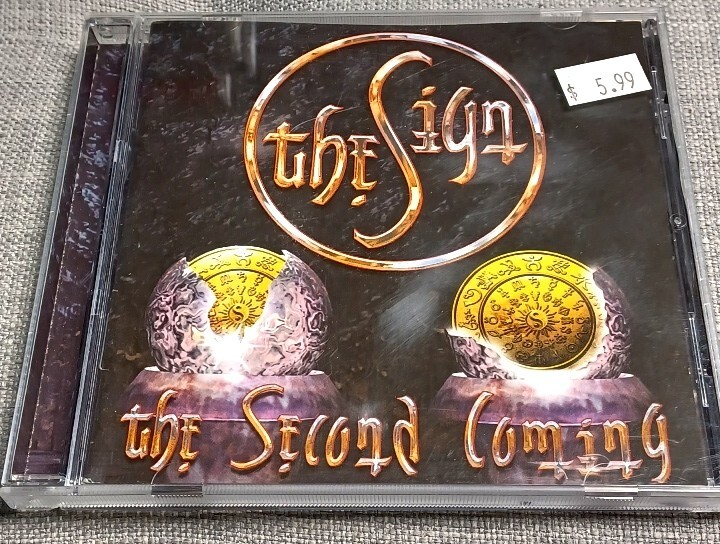 the Sign
$ 5.99
the Second Coming